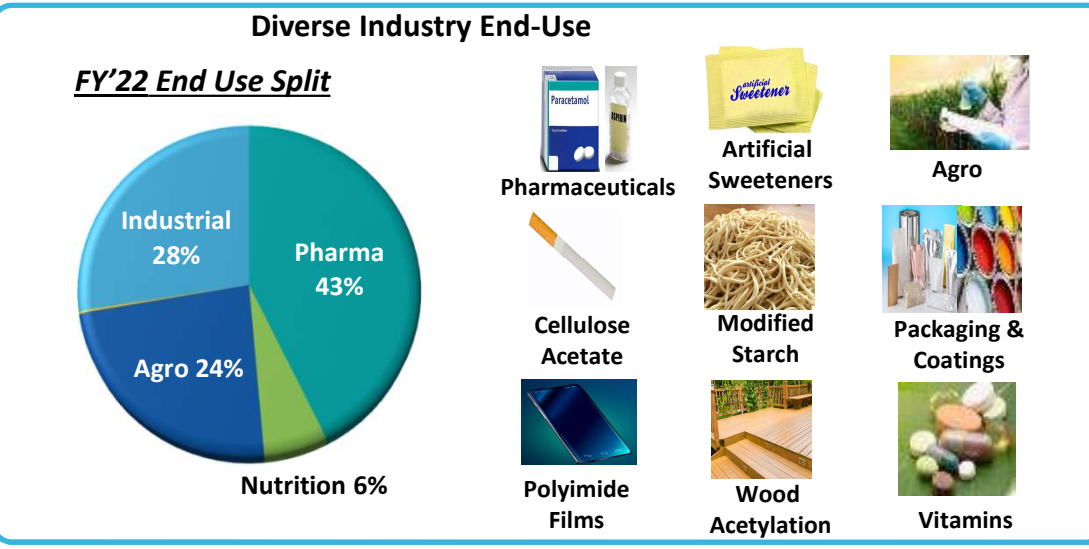 Diverse Industry End-Use
FY’22 End Use Split
Industrial
28%
Pharma
43%
Agro 24%
Nutrition 6%
Paracetamol
ASPIRIN
Pharmaceuticals
artificial
Sweetener
Artificial
Sweeteners
Agro
Cellulose
Acetate
Modified
Starch
Packaging &
Coatings
Polyimide
Films
Wood
Acetylation
Vitamins